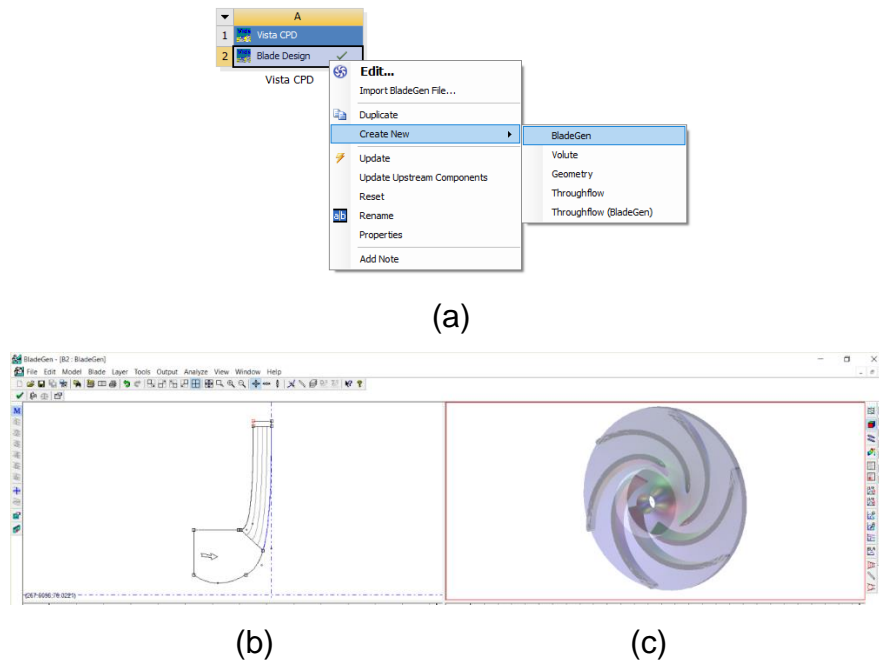 A
1 Vista CPD
2 Blade Design
Vista CPD
Edit...
Import BladeGen File...
Duplicate
Create New
Update
Update Upstream Components
Reset
a|b Rename
Properties
Add Note
BladeGen
Volute
Geometry
Throughflow
Throughflow (BladeGen)
(a)
BladeGen - [B2 : BladeGen]
File Edit Model Blade Layer Tools Output Analyze View Window Help
M
(b)
(c)